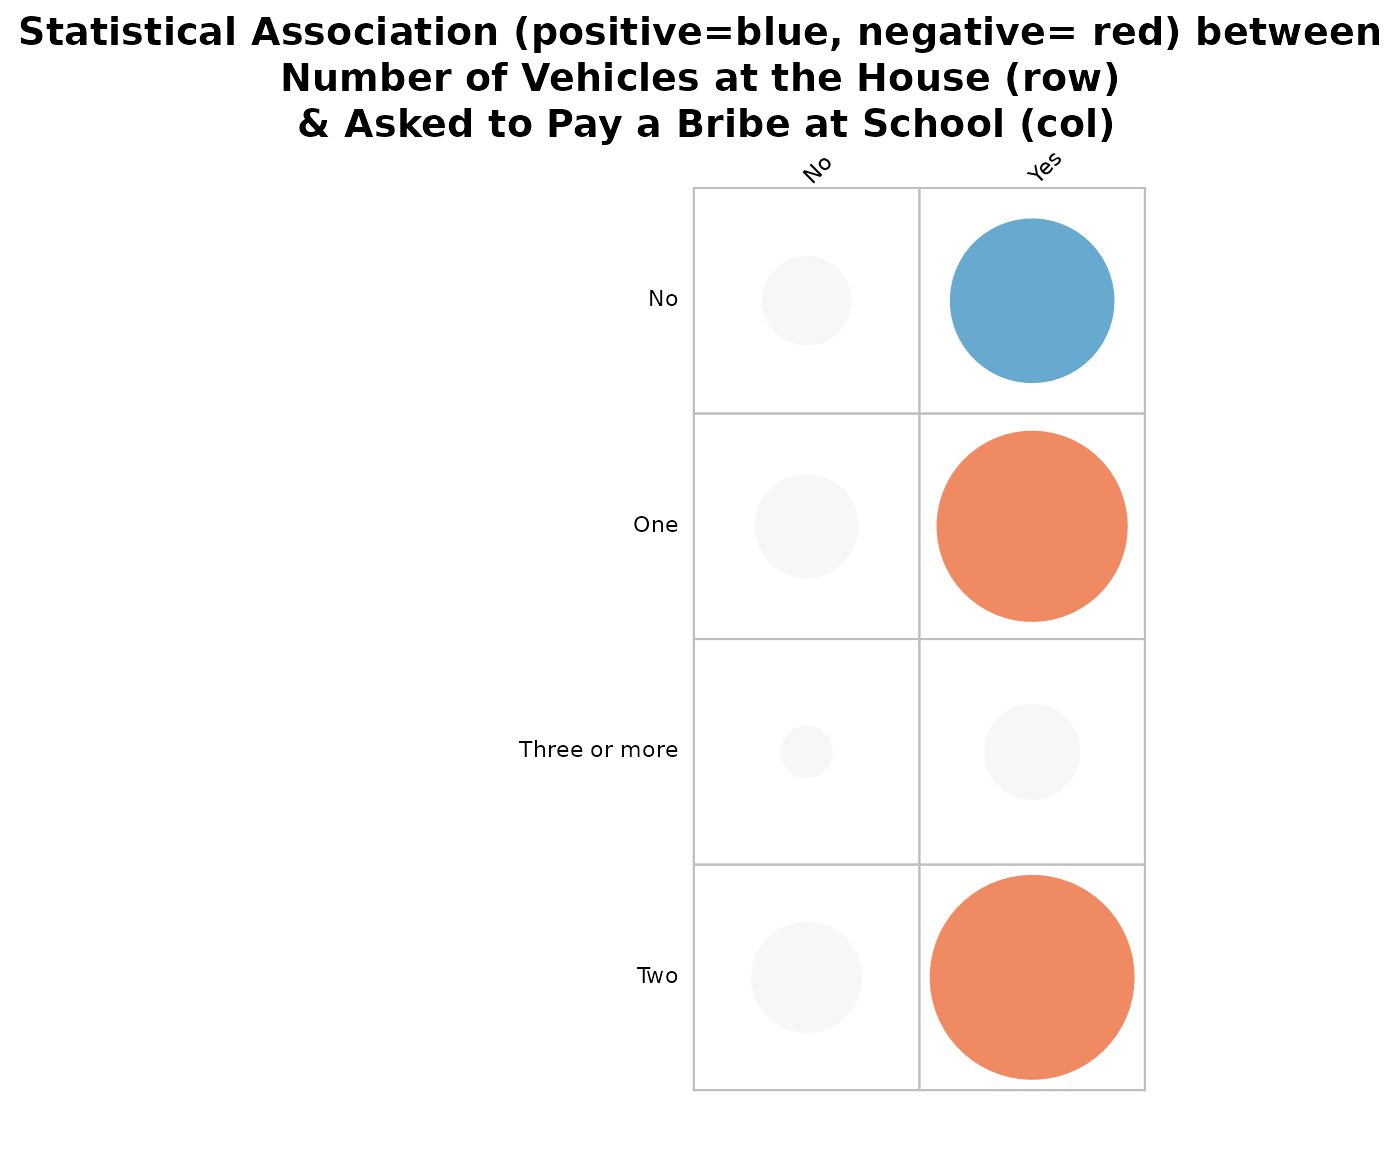 Statistical Association (positive=blue, negative= red) between
Number of Vehicles at the House (row)
& Asked to Pay a Bribe at School (col)
No
Yes
No
One
Three or more
Two